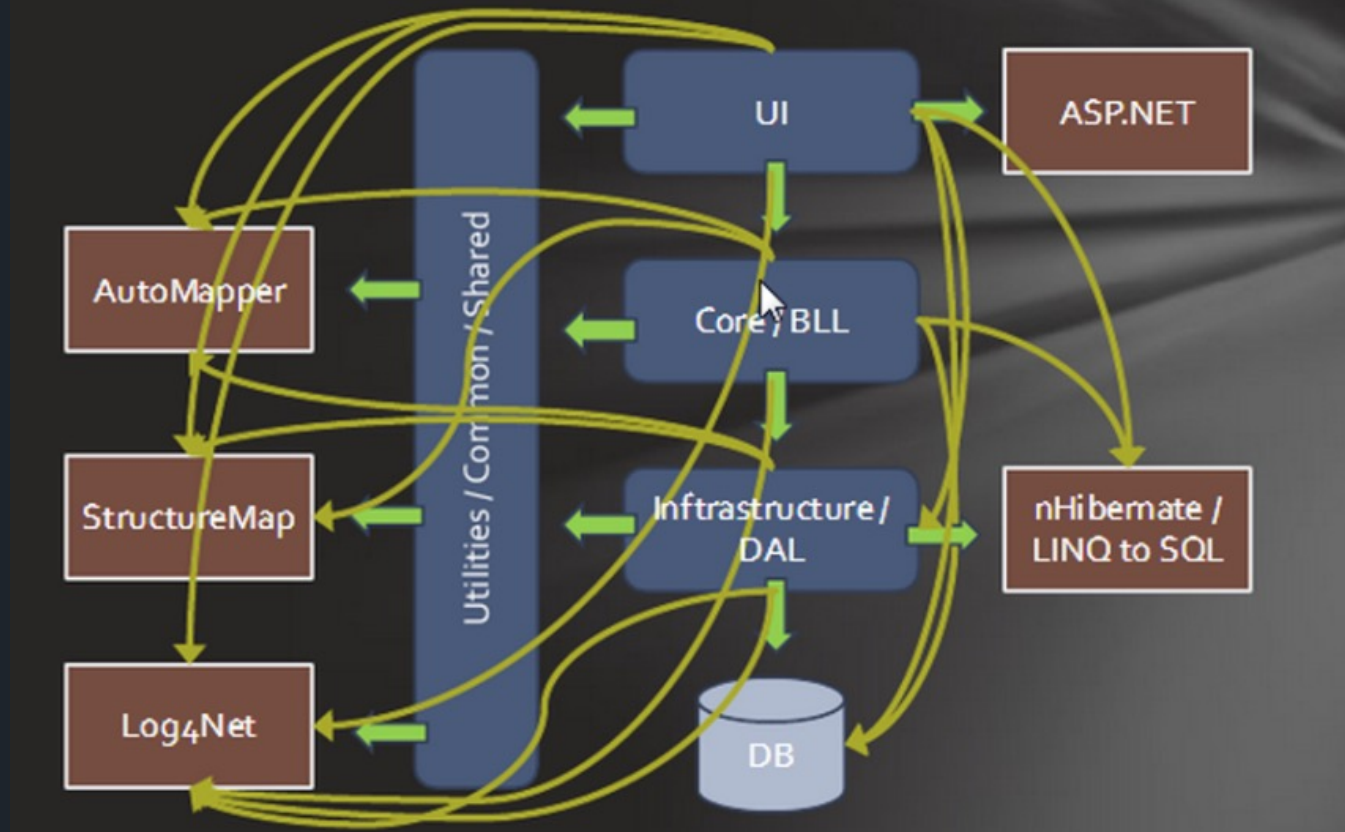 UI
ASP.NET
Utilities / Common / Shared
AutoMapper
Core / BLL
StructureMap
Inftrastructure /
DAL
nHibernate /
LINQ to SQL
Log4Net
DB